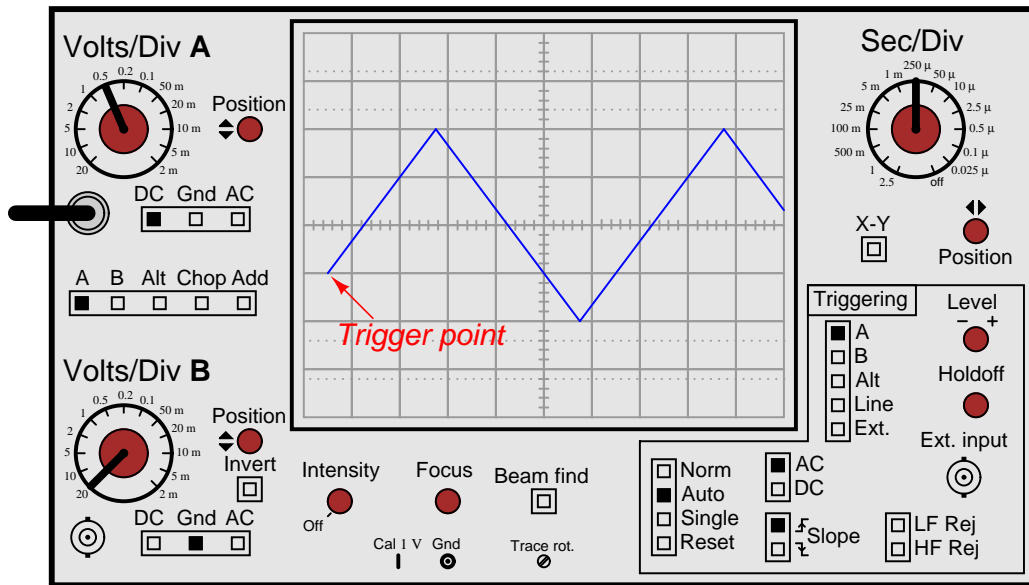 Volts/Div A
0.5 0.2 0.1
1 50 m
2 20 m
5 10 m
10 5 m
20 2 m
Position
DC Gnd AC
A B Alt Chop Add
Volts/Div B
0.5 0.2 0.1
1 50 m
2 20 m
5 10 m
10 5 m
20 2 m
Position
Invert
DC Gnd AC
Trigger point
Intensity
Off
Focus
Beam find
Cal 1 V Gnd
Trace rot.
Sec/Div
250 µ
1 m 50 µ
5 m 10 µ
25 m 2.5 µ
100 m 0.5 µ
500 m 0.1 µ
1 0.025 µ
2.5 off
X-Y
Position
Triggering
A
B
Alt
Line
Ext.
Level
– +
Holdoff
Ext. input
Norm
Auto
Single
Reset
AC
DC
Slope
LF Rej
HF Rej